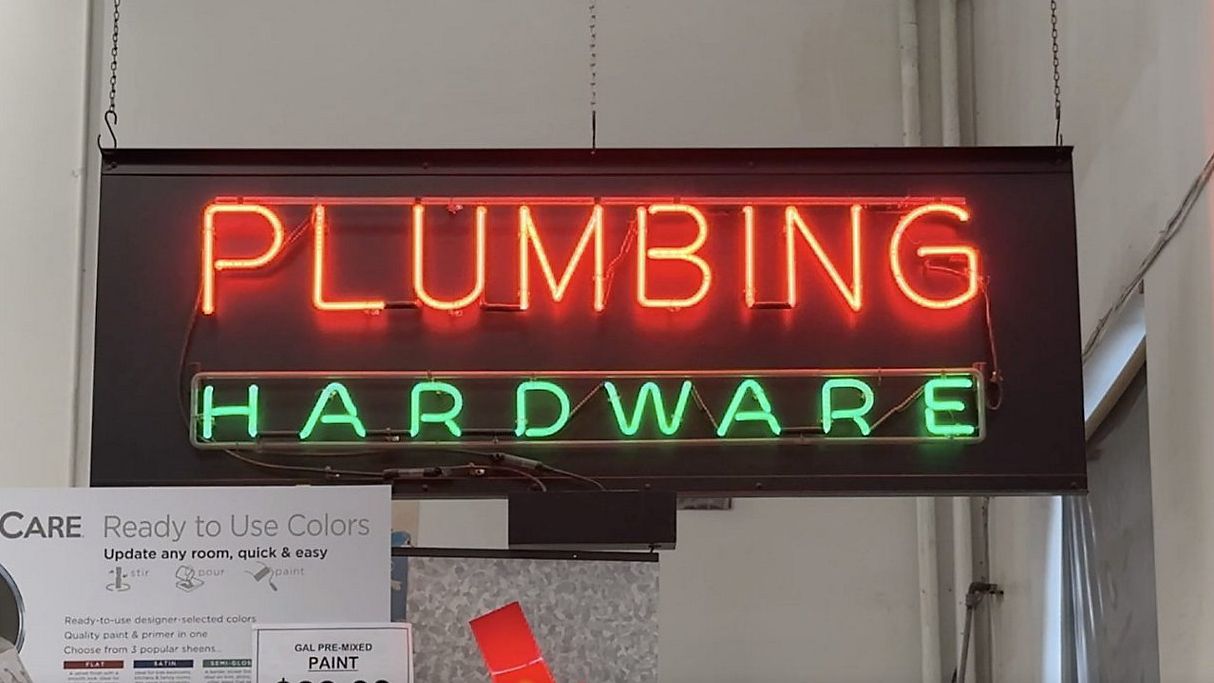 PLUMBING
HARDWARE
CARE Ready to Use Colors
Update any room, quick & easy
stir pour paint
Ready-to-use designer-selected colors
Quality paint & primer in one
Choose from 3 popular sheens...
FLAT SATIN SEMI-GLOS
GAL PRE-MIXED
PAINT